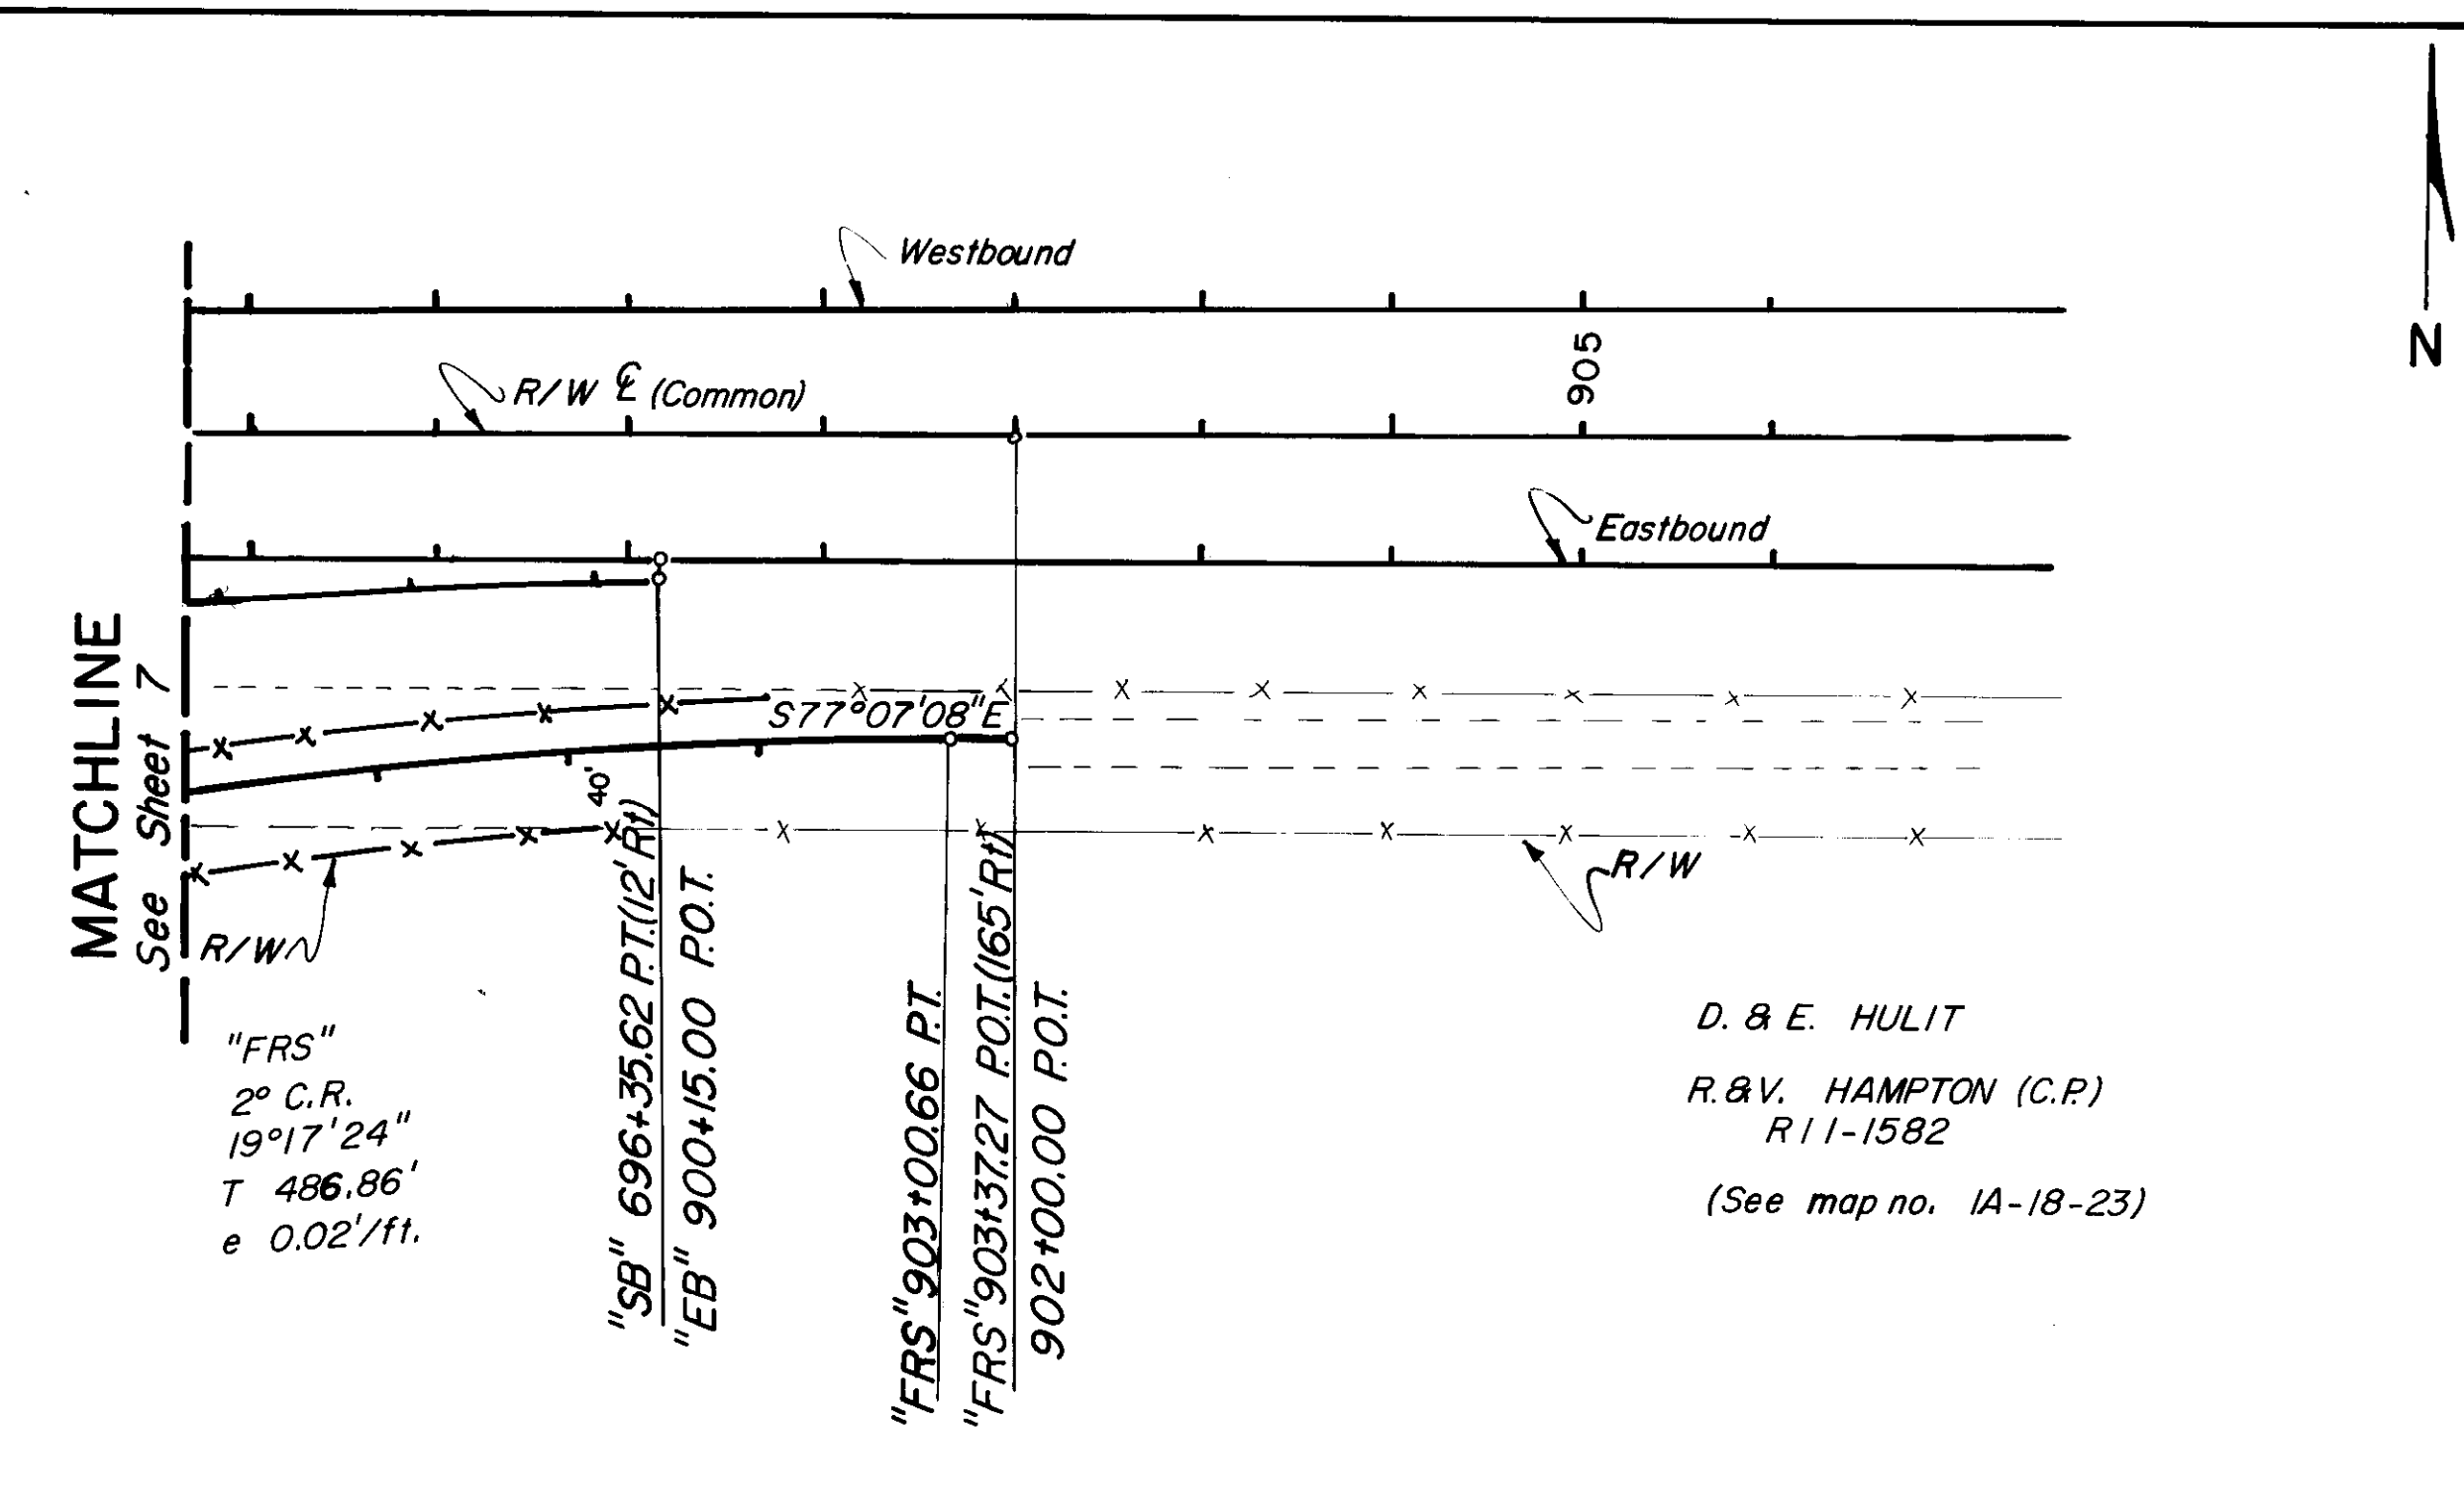 Westbound
N
R/W ℄ (Common)
905
Eastbound
MATCHLINE
See Sheet 7
S77°07'08"E
40'
R/W
R/W
"FRS"
2° C.R.
19°17'24"
T 486.86'
e 0.02'/ft.
"SB" 696+35.62 P.T.(12'Rt)
"EB" 900+15.00 P.O.T.
"FRS" 903+00.66 P.T.
"FRS" 903+37.27 P.O.T.(165'Rt)
902+00.00 P.O.T.
D. & E. HULIT
R. & V. HAMPTON (C.P.)
R11-1582
(See map no. 1A-18-23)